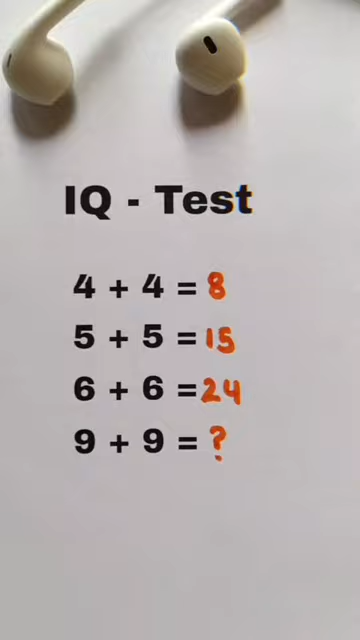 IQ - Test
4 + 4 = 8
5 + 5 = 15
6 + 6 = 24
9 + 9 = ?